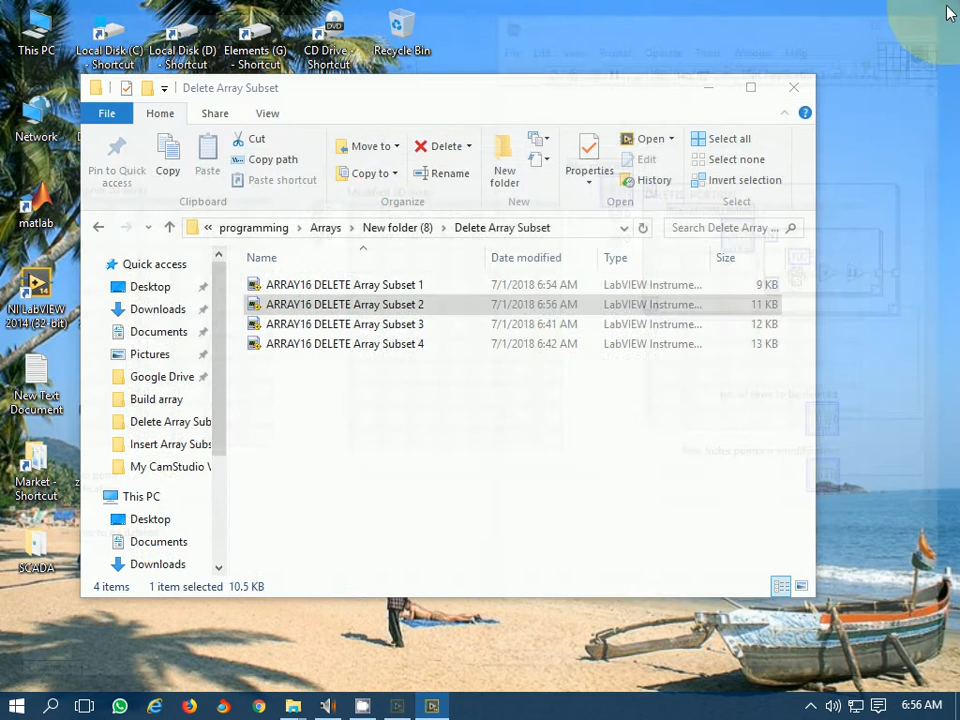 This PC
Local Disk (C) - Shortcut
Local Disk (D) - Shortcut
Elements (G) - Shortcut
DVD
CD Drive - Shortcut
Recycle Bin
Network
matlab
NI LabVIEW 2014 (32-bit)
New Text Document
Market - Shortcut
SCADA
Delete Array Subset
File
Home
Share
View
Pin to Quick access
Copy
Paste
Cut
Copy path
Paste shortcut
Clipboard
Move to
Copy to
Delete
Rename
Organize
New folder
New
Properties
Open
Edit
History
Open
Select all
Select none
Invert selection
Select
« programming › Arrays › New folder (8) › Delete Array Subset
Search Delete Array ...
Name
Date modified
Type
Size
ARRAY16 DELETE Array Subset 1 7/1/2018 6:54 AM LabVIEW Instrume... 9 KB
ARRAY16 DELETE Array Subset 2 7/1/2018 6:56 AM LabVIEW Instrume... 11 KB
ARRAY16 DELETE Array Subset 3 7/1/2018 6:41 AM LabVIEW Instrume... 12 KB
ARRAY16 DELETE Array Subset 4 7/1/2018 6:42 AM LabVIEW Instrume... 13 KB
Quick access
Desktop
Downloads
Documents
Pictures
Google Drive
Build array
Delete Array Sub
Insert Array Subs
My CamStudio V
This PC
Desktop
Documents
Downloads
4 items 1 item selected 10.5 KB
6:56 AM